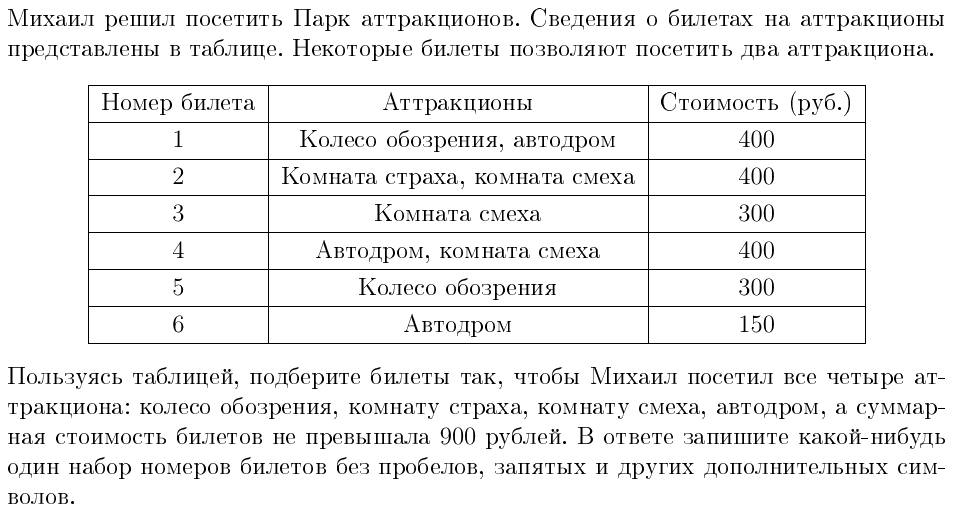 Михаил решил посетить Парк аттракционов. Сведения о билетах на аттракционы
представлены в таблице. Некоторые билеты позволяют посетить два аттракциона.
Номер билета Аттракционы Стоимость (руб.)
1 Колесо обозрения, автодром 400
2 Комната страха, комната смеха 400
3 Комната смеха 300
4 Автодром, комната смеха 400
5 Колесо обозрения 300
6 Автодром 150
Пользуясь таблицей, подберите билеты так, чтобы Михаил посетил все четыре ат-
тракциона: колесо обозрения, комнату страха, комнату смеха, автодром, а суммар-
ная стоимость билетов не превышала 900 рублей. В ответе запишите какой-нибудь
один набор номеров билетов без пробелов, запятых и других дополнительных сим-
волов.